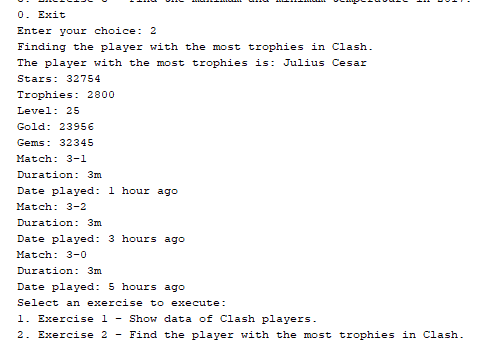 0. Exit
Enter your choice: 2
Finding the player with the most trophies in Clash.
The player with the most trophies is: Julius Cesar
Stars: 32754
Trophies: 2800
Level: 25
Gold: 23956
Gems: 32345
Match: 3-1
Duration: 3m
Date played: 1 hour ago
Match: 3-2
Duration: 3m
Date played: 3 hours ago
Match: 3-0
Duration: 3m
Date played: 5 hours ago
Select an exercise to execute:
1. Exercise 1 - Show data of Clash players.
2. Exercise 2 - Find the player with the most trophies in Clash.